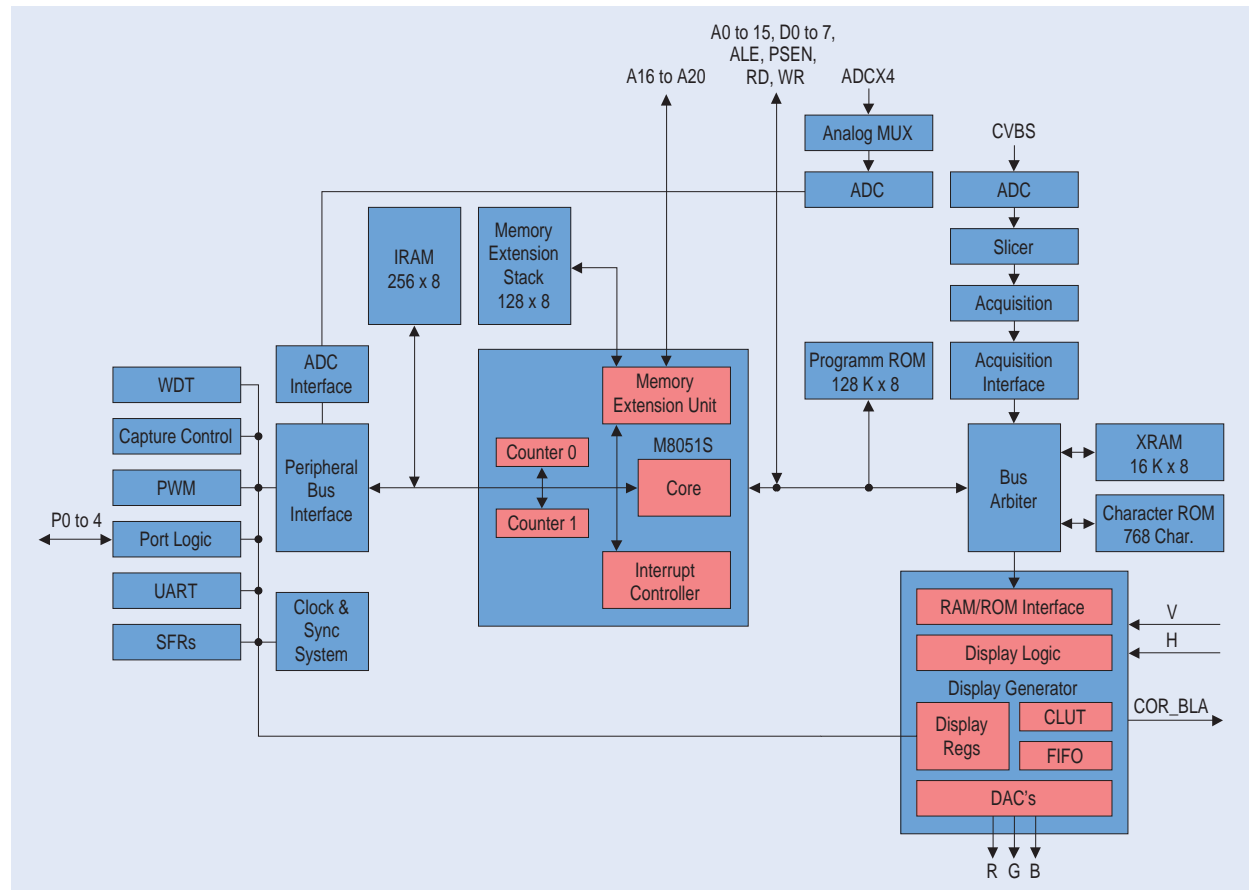 A0 to 15, D0 to 7,
ALE, PSEN,
RD, WR
A16 to A20
ADCX4
CVBS
Analog MUX
ADC
ADC
Slicer
Acquisition
Acquisition
Interface
IRAM
256 x 8
Memory
Extension
Stack
128 x 8
ADC
Interface
Programm ROM
128 K x 8
WDT
Capture Control
PWM
P0 to 4
Port Logic
UART
SFRs
Peripheral
Bus
Interface
Clock &
Sync
System
Memory
Extension Unit
M8051S
Counter 0
Core
Counter 1
Interrupt
Controller
Bus
Arbiter
XRAM
16 K x 8
Character ROM
768 Char.
RAM/ROM Interface
V
H
Display Logic
Display Generator
Display
Regs
CLUT
FIFO
COR_BLA
DAC's
R G B